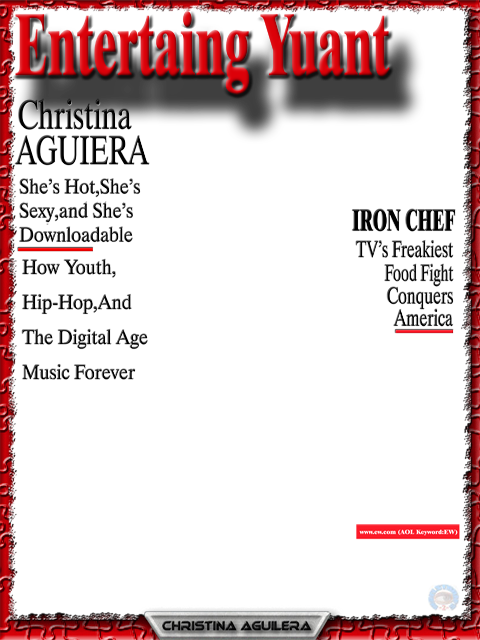 Entertaing Yuant
Christina
AGUIERA
She's Hot,She's
Sexy,and She's
Downloadable
How Youth,
Hip-Hop,And
The Digital Age
Music Forever
IRON CHEF
TV's Freakiest
Food Fight
Conquers
America
www.ew.com (AOL Keyword:EW)
CHRISTINA AGUILERA